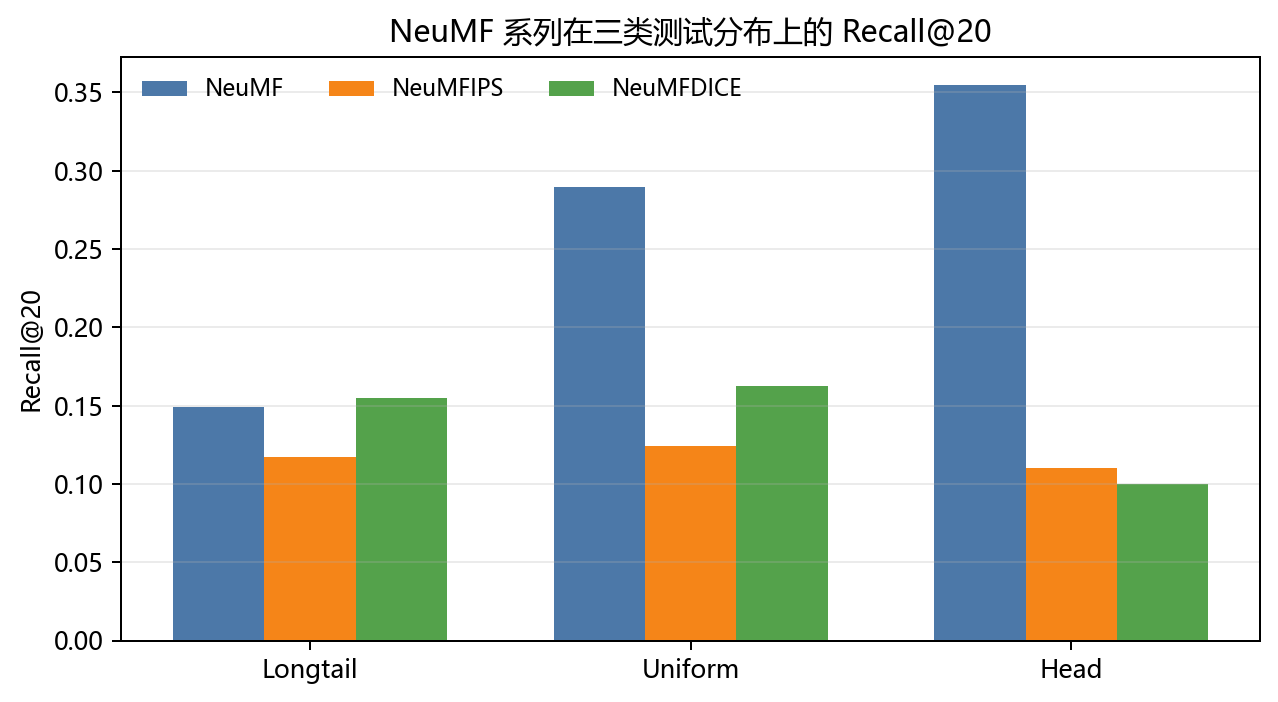 NeuMF 系列在三类测试分布上的 Recall@20
NeuMF NeuMFIPS NeuMFDICE
Recall@20
0.35
0.30
0.25
0.20
0.15
0.10
0.05
0.00
Longtail Uniform Head